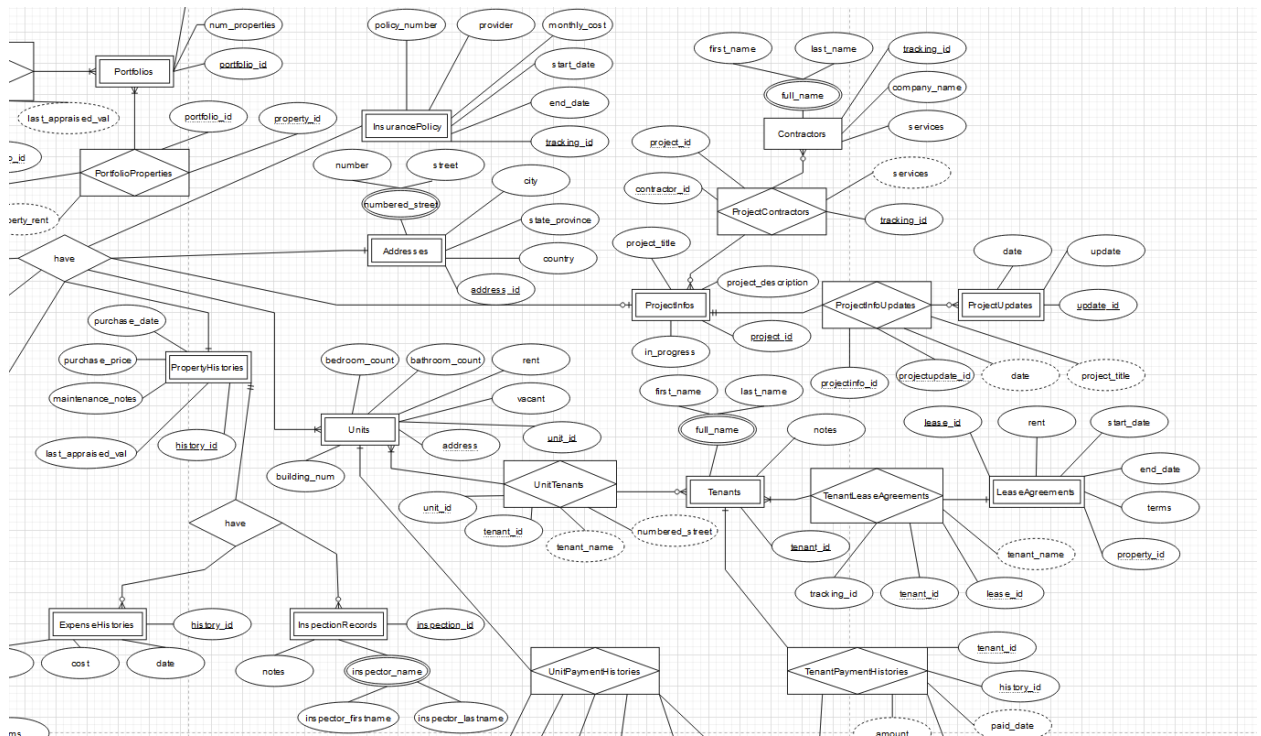 num_properties
policy_number
provider
monthly_cost
first_name
last_name
tracking_id
Portfolios
portfolio_id
start_date
company_name
full_name
end_date
last_appraised_val
portfolio_id
property_id
InsurancePolicy
Contractors
services
tracking_id
project_id
o_id
PortfolioProperties
number
street
city
services
contractor_id
numbered_street
ProjectContractors
tracking_id
perty_rent
state_province
project_title
date
update
have
Addresses
country
address_id
project_description
ProjectInfos
ProjectInfoUpdates
ProjectUpdates
update_id
project_id
in_progress
purchase_date
purchase_price
PropertyHistories
bedroom_count
bathroom_count
rent
projectinfo_id
projectupdate_id
date
project_title
maintenance_notes
vacant
first_name
last_name
full_name
notes
lease_id
rent
start_date
last_appraised_val
history_id
Units
address
unit_id
building_num
end_date
UnitTenants
Tenants
TenantLeaseAgreements
LeaseAgreements
terms
unit_id
tenant_id
numbered_street
tenant_name
tenant_id
tenant_name
property_id
have
tracking_id
tenant_id
lease_id
ExpenseHistories
history_id
InspectionRecords
inspection_id
cost
date
notes
inspector_name
UnitPaymentHistories
TenantPaymentHistories
tenant_id
history_id
inspector_firstname
inspector_lastname
paid_date
amount
ms